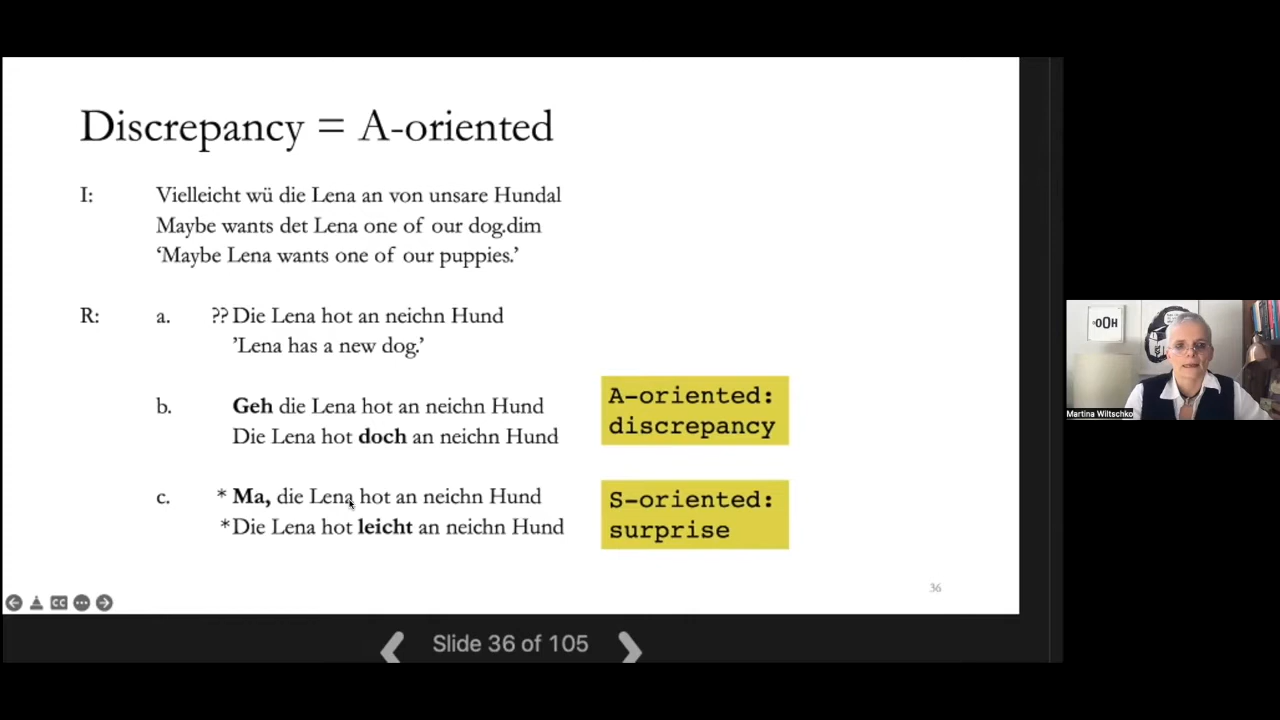 Discrepancy = A-oriented
I: Vielleicht wü die Lena an von unsare Hundal
Maybe wants det Lena one of our dog.dim
‘Maybe Lena wants one of our puppies.’
R: a. ?? Die Lena hot an neichn Hund
’Lena has a new dog.’
b. Geh die Lena hot an neichn Hund
Die Lena hot doch an neichn Hund
A-oriented:
discrepancy
c. * Ma, die Lena hot an neichn Hund
*Die Lena hot leicht an neichn Hund
S-oriented:
surprise
36
CC
Slide 36 of 105
OOH
Martina Wiltschko